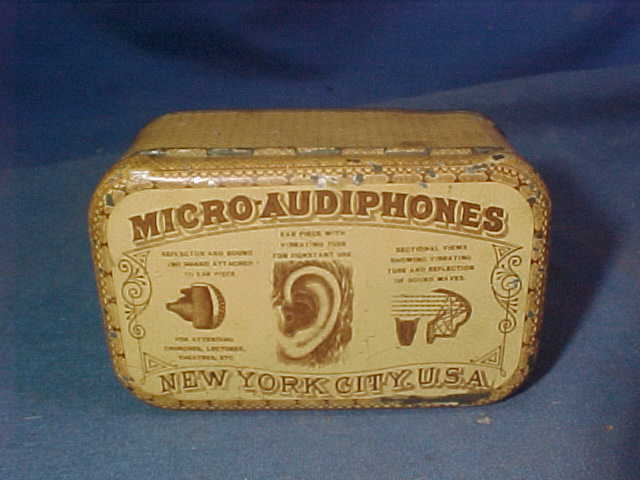 MICRO-AUDIPHONES
EAR PIECE WITH
VIBRATING TUBE
FOR CONSTANT USE
REFLECTOR AND SOUND
ATTACHED
TO EAR PIECE
SECTIONAL VIEWS
SHOWING VIBRATING
TUBE AND REFLECTION
OF SOUND WAVES.
FOR ATTENDING
CHURCHES, LECTURES,
THEATRES, ETC
NEW YORK CITY, U.S.A